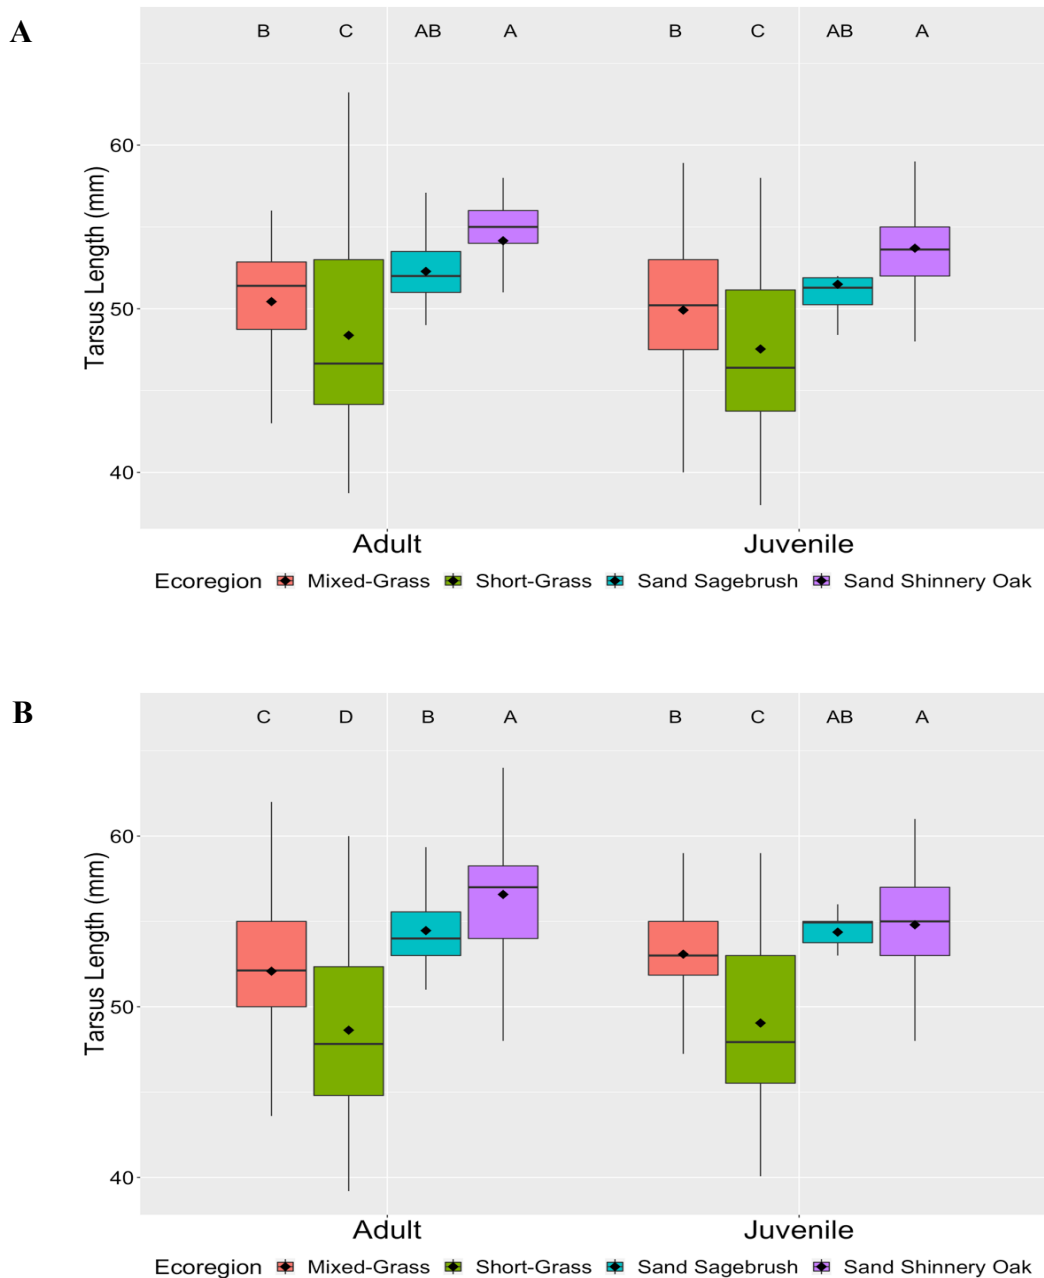 A
B C AB A B C AB A
Tarsus Length (mm)
60
50
40
Adult Juvenile
Ecoregion Mixed-Grass Short-Grass Sand Sagebrush Sand Shinnery Oak
B
C D B A B C AB A
Tarsus Length (mm)
60
50
40
Adult Juvenile
Ecoregion Mixed-Grass Short-Grass Sand Sagebrush Sand Shinnery Oak